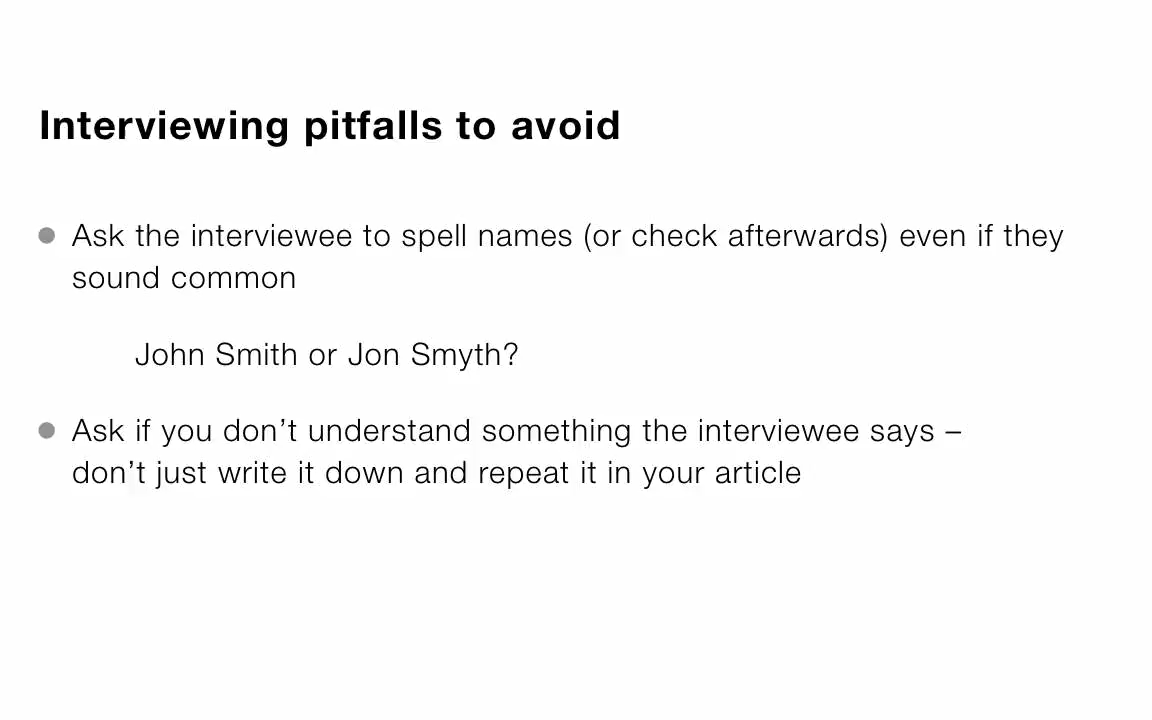 Interviewing pitfalls to avoid
Ask the interviewee to spell names (or check afterwards) even if they
sound common
John Smith or Jon Smyth?
Ask if you don’t understand something the interviewee says –
don’t just write it down and repeat it in your article